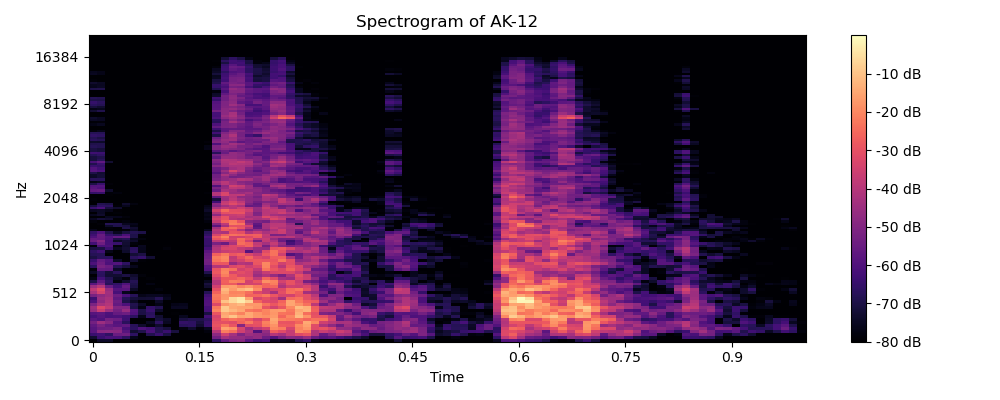 Spectrogram of AK-12
Hz
16384
8192
4096
2048
1024
512
0
0
0.15
0.3
0.45
0.6
0.75
0.9
Time
-10 dB
-20 dB
-30 dB
-40 dB
-50 dB
-60 dB
-70 dB
-80 dB